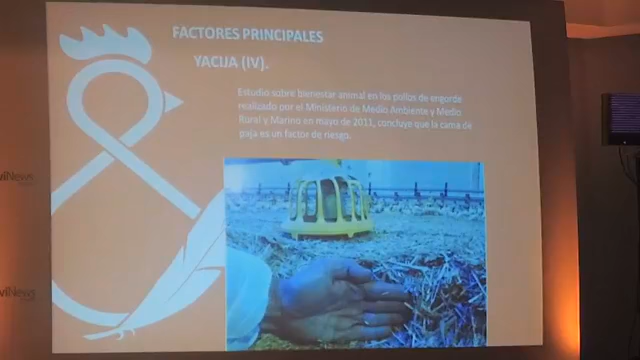 FACTORES PRINCIPALES
YACIJA (IV).
Estudio sobre bienestar animal en los pollos de engorde
realizado por el Ministerio de Medio Ambiente y Medio
Rural y Marino en mayo de 2011, concluye que la cama de
paja es un factor de riesgo.
viNews
viNews